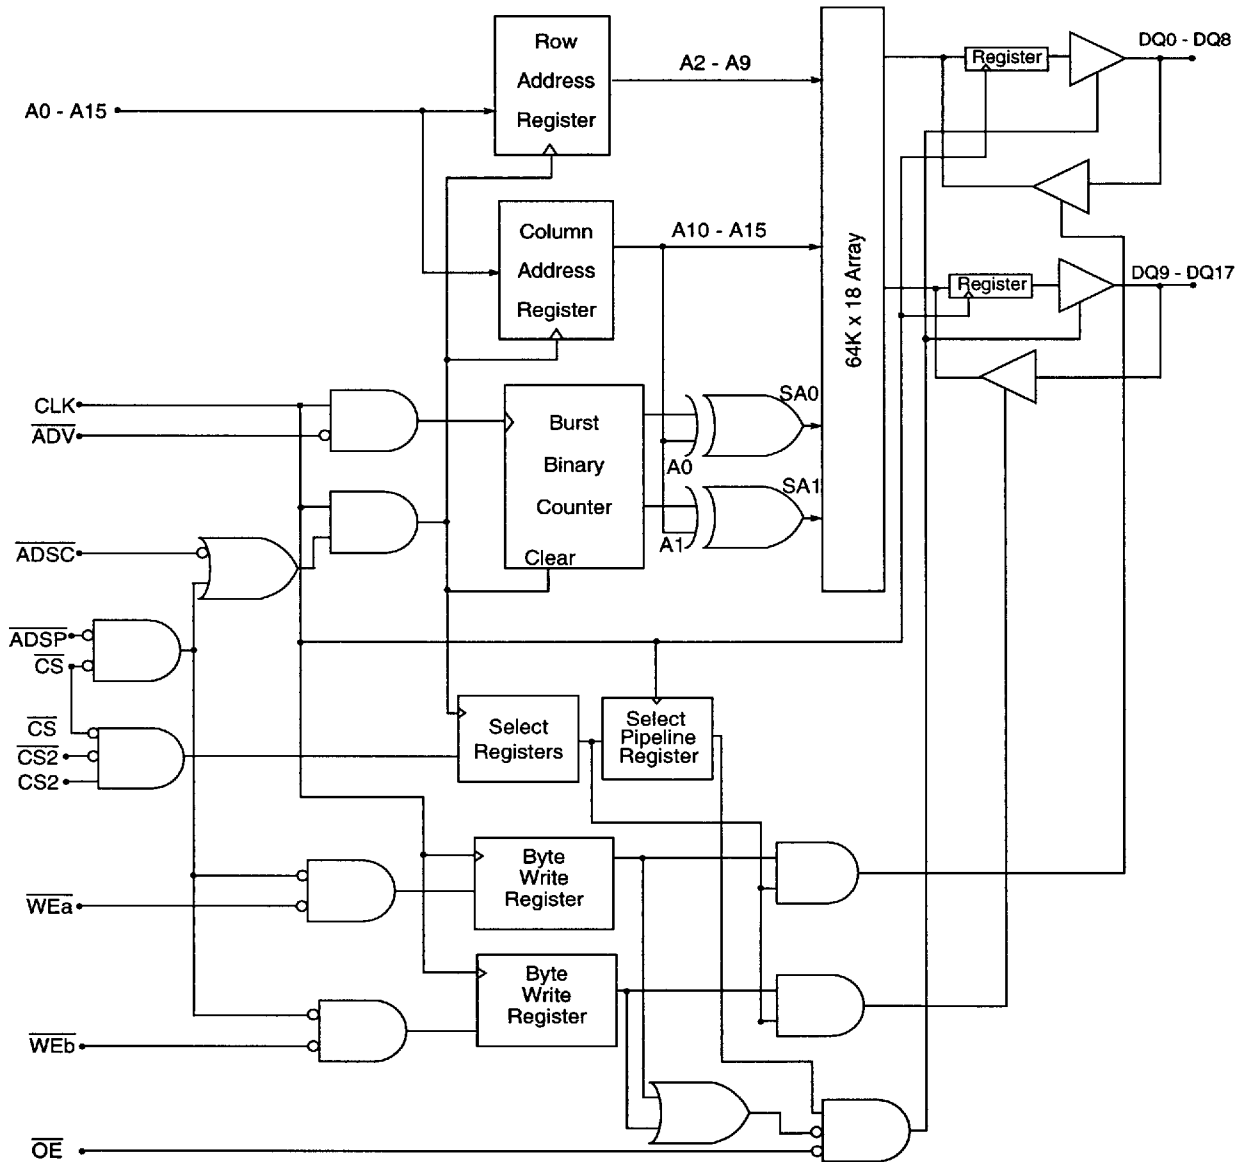 Row
Address
Register
A2 - A9
DQ0 - DQ8
Register
A0 - A15
Column
Address
Register
A10 - A15
64K x 18 Array
DQ9 - DQ17
Register
CLK
ADV
Burst
Binary
Counter
Clear
SA0
A0
SA1
A1
ADSC
ADSP
CS
CS
CS2
CS2
Select
Registers
Select
Pipeline
Register
WEa
Byte
Write
Register
WEb
Byte
Write
Register
OE